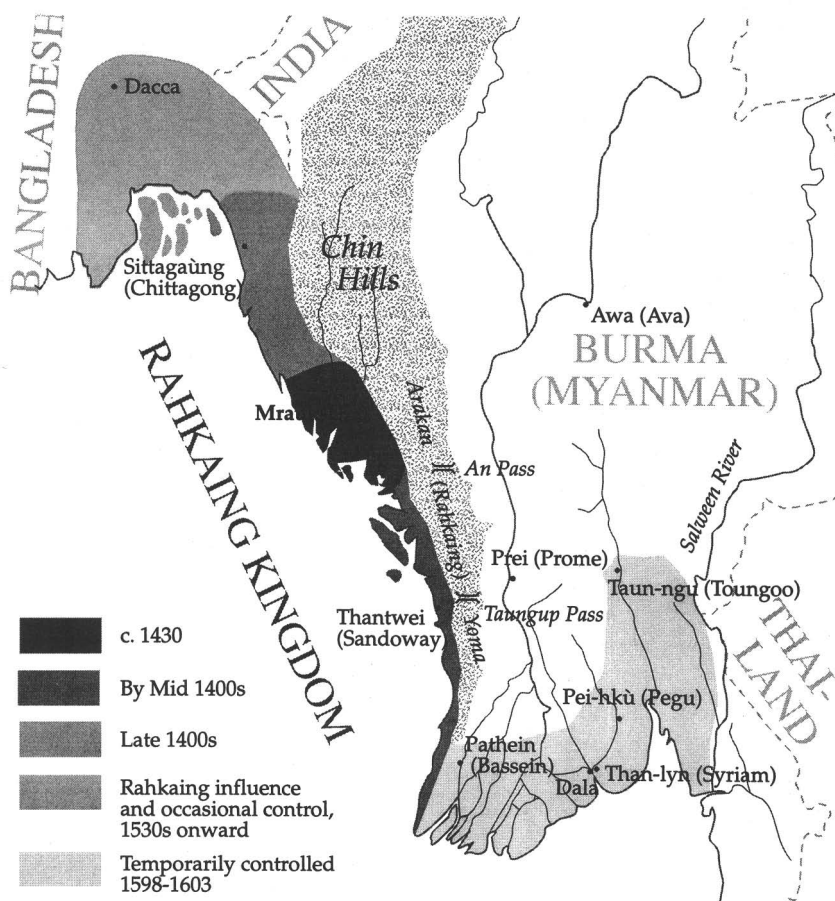 BANGLADESH
INDIA
Dacca
Chin
Hills
Sittagaùng
(Chittagong)
Awa (Ava)
BURMA
(MYANMAR)
RAHKAING KINGDOM
Arakan
(Rahkaing)
Yoma
An Pass
Salween River
Prei (Prome)
Taun-ngu (Toungoo)
Thantwei
(Sandoway)
Taungup Pass
THAI-
LAND
Pei-hkù (Pegu)
Pathein
(Bassein)
Dala
Than-lyn (Syriam)
c. 1430
By Mid 1400s
Late 1400s
Rahkaing influence
and occasional control,
1530s onward
Temporarily controlled
1598-1603